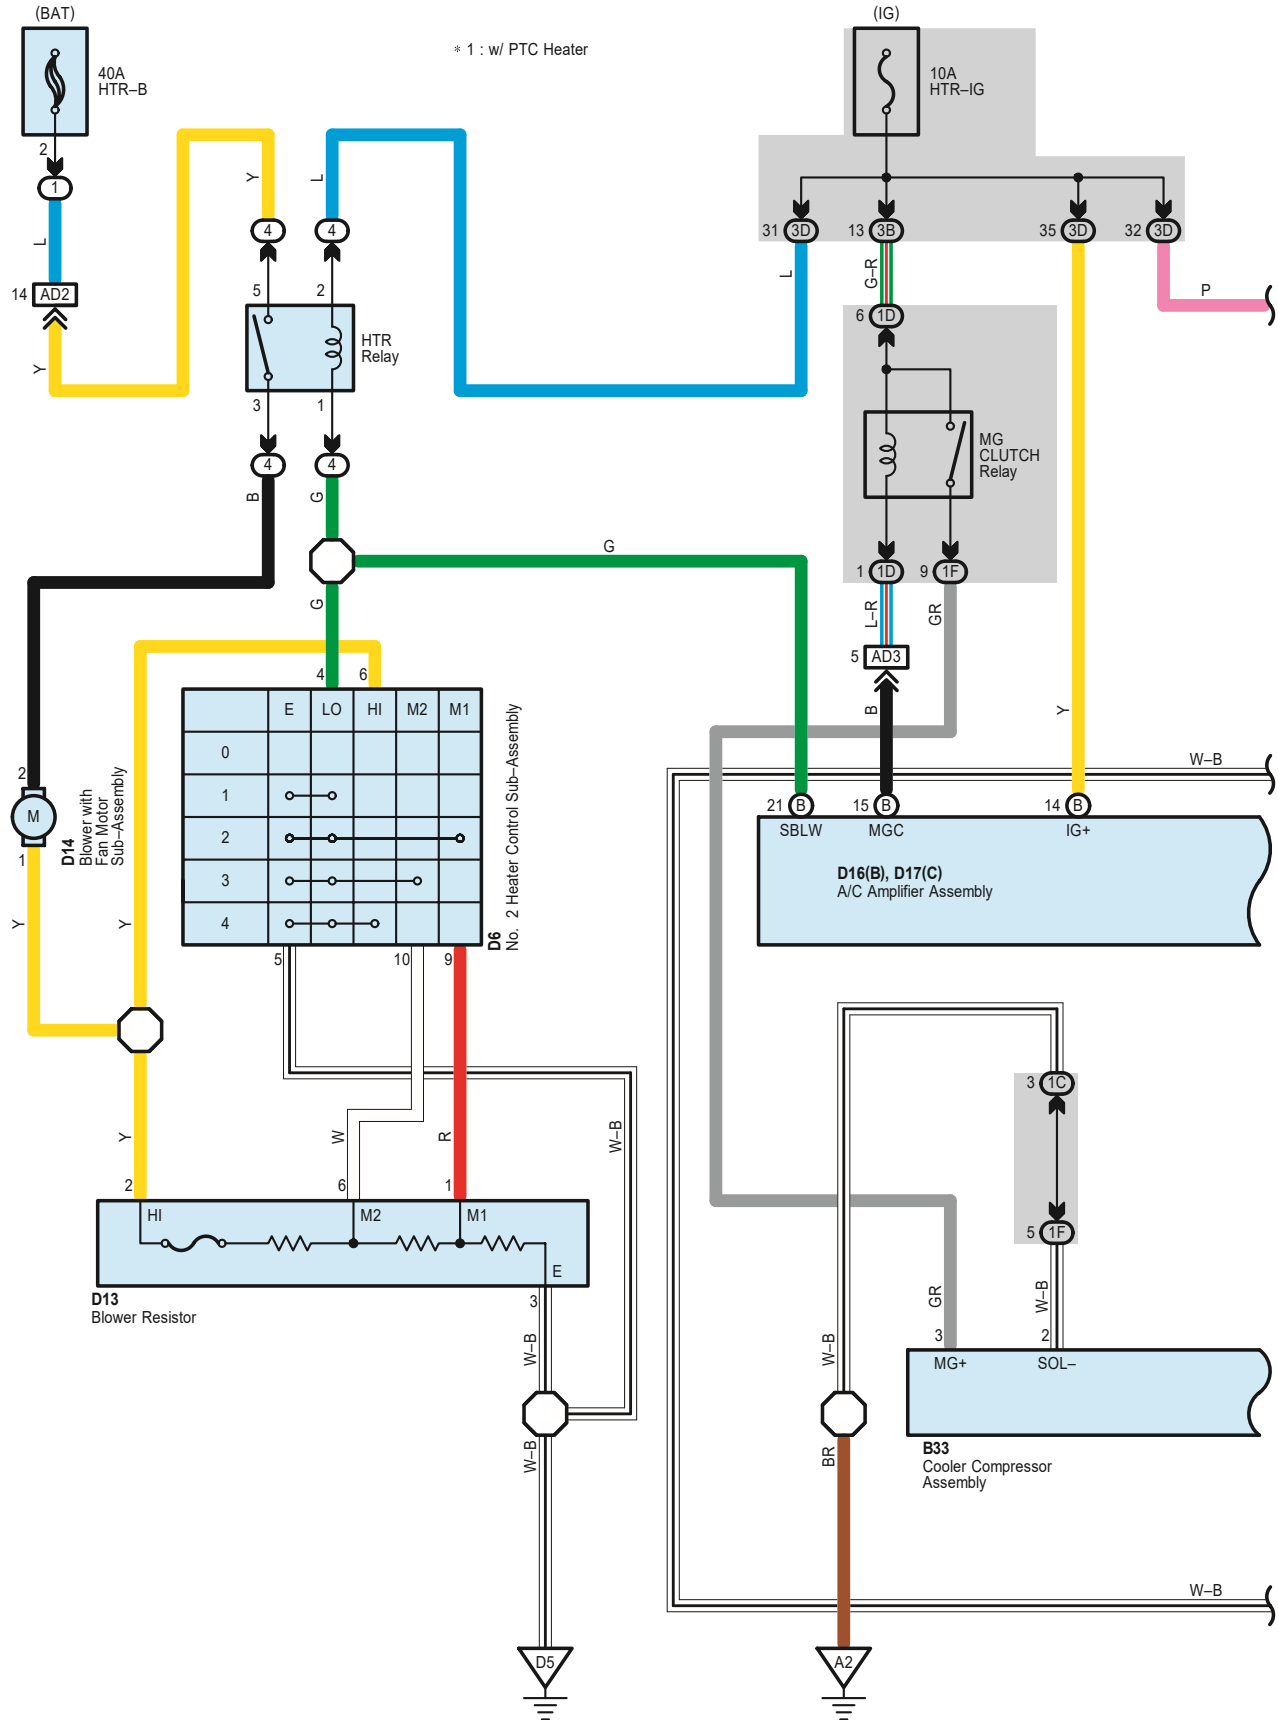 (BAT)
(IG)
* 1 : w/ PTC Heater
40A
HTR–B
10A
HTR–IG
2
1
L
14 AD2
Y
Y
L
4
4
5
2
HTR
Relay
3
1
4
4
B
G
31 3D
13 3B
35 3D
32 3D
L
G–R
P
6 1D
MG
CLUTCH
Relay
1 1D
9 1F
L–R
GR
5 AD3
B
Y
G
G
4
6
E LO HI M2 M1
0
1
2
3
4
D6
No. 2 Heater Control Sub–Assembly
2
M
1
D14
Blower with
Fan Motor
Sub–Assembly
Y
Y
5
10
9
W–B
21 B
15 B
14 B
SBLW
MGC
IG+
D16(B), D17(C)
A/C Amplifier Assembly
Y
W
R
W–B
2
6
1
HI
M2
M1
E
D13
Blower Resistor
3
W–B
W–B
D5
3 1C
5 1F
GR
W–B
W–B
3
2
MG+
SOL–
B33
Cooler Compressor
Assembly
BR
W–B
A2